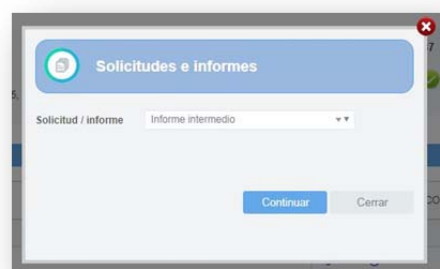 Solicitudes e informes
Solicitud / informe
Informe intermedio
Continuar
Cerrar